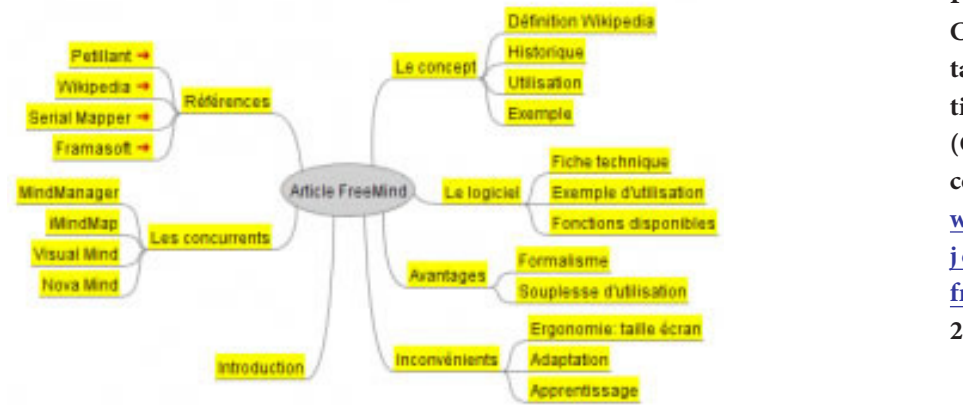 Article FreeMind
Le concept
Définition Wikipedia
Historique
Utilisation
Exemple
Le logiciel
Fiche technique
Exemple d'utilisation
Fonctions disponibles
Avantages
Formalisme
Souplesse d'utilisation
Inconvénients
Ergonomie: taille écran
Adaptation
Apprentissage
Introduction
Les concurrents
MindManager
iMindMap
Visual Mind
Nova Mind
Références
Petillant
Wikipedia
Serial Mapper
Framasoft